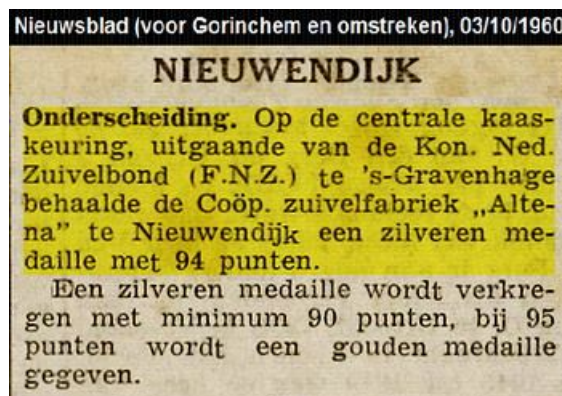 Nieuwsblad (voor Gorinchem en omstreken), 03/10/1960
NIEUWENDIJK
Onderscheiding. Op de centrale kaas-
keuring, uitgaande van de Kon. Ned.
Zuivelbond (F.N.Z.) te 's-Gravenhage
behaalde de Coöp. zuivelfabriek „Alte-
na” te Nieuwendijk een zilveren me-
daille met 94 punten.
Een zilveren medaille wordt verkre-
gen met minimum 90 punten, bij 95
punten wordt een gouden medaille
gegeven.